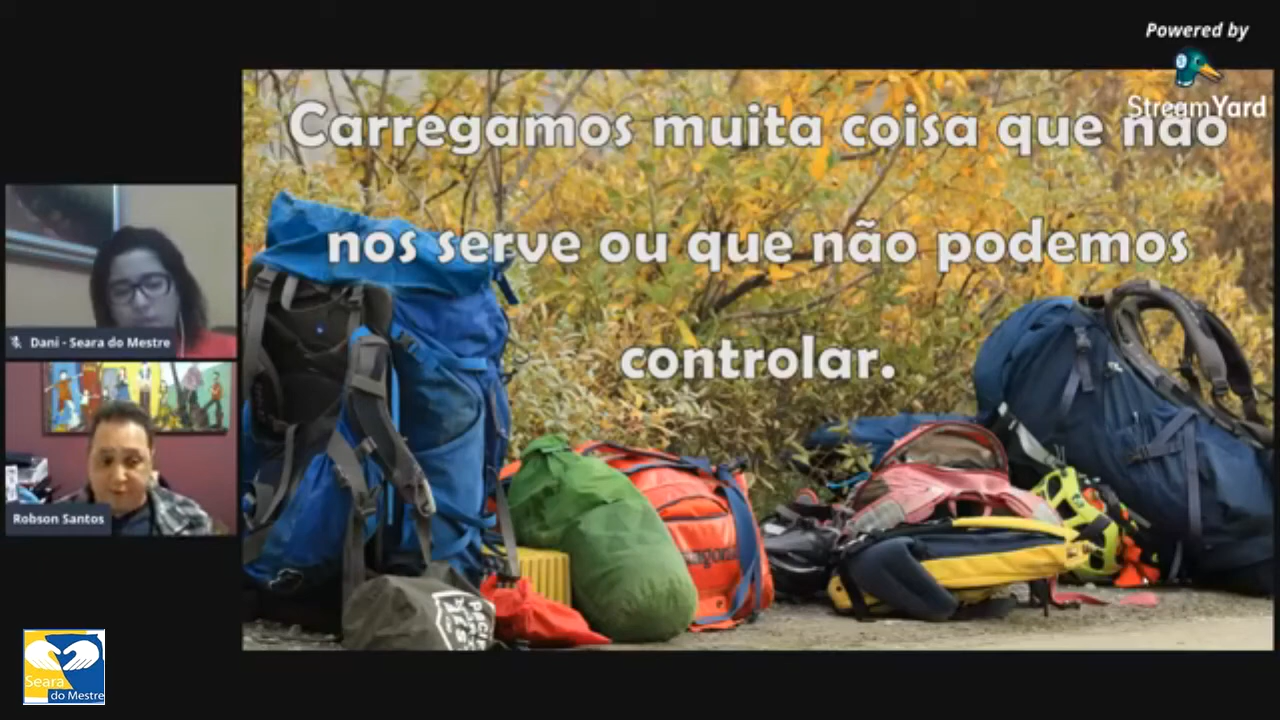 Powered by
StreamYard
Carregamos muita coisa que não
nos serve ou que não podemos
controlar.
Dani - Seara do Mestre
Robson Santos
Seara
do Mestre